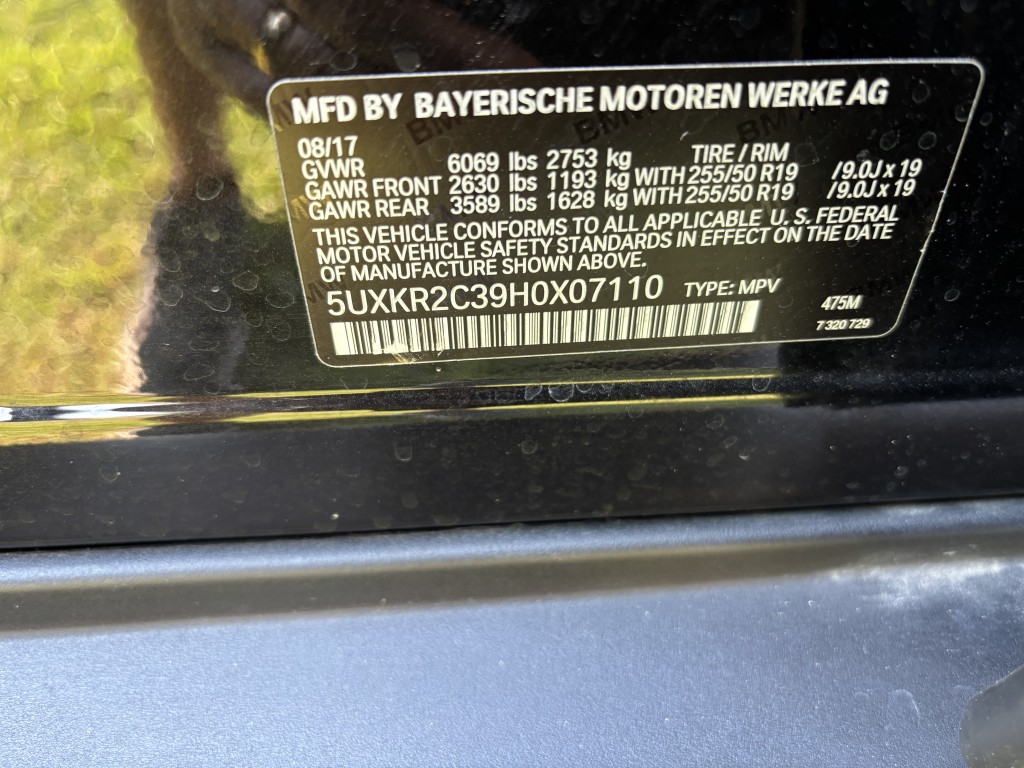 MFD BY BAYERISCHE MOTOREN WERKE AG
08/17 TIRE / RIM
GVWR 6069 lbs 2753 kg
GAWR FRONT 2630 lbs 1193 kg WITH 255/50 R19 /9.0J x 19
GAWR REAR 3589 lbs 1628 kg WITH 255/50 R19 /9.0J x 19
THIS VEHICLE CONFORMS TO ALL APPLICABLE U. S. FEDERAL
MOTOR VEHICLE SAFETY STANDARDS IN EFFECT ON THE DATE
OF MANUFACTURE SHOWN ABOVE.
5UXKR2C39H0X07110 TYPE: MPV
475M
7 320 729